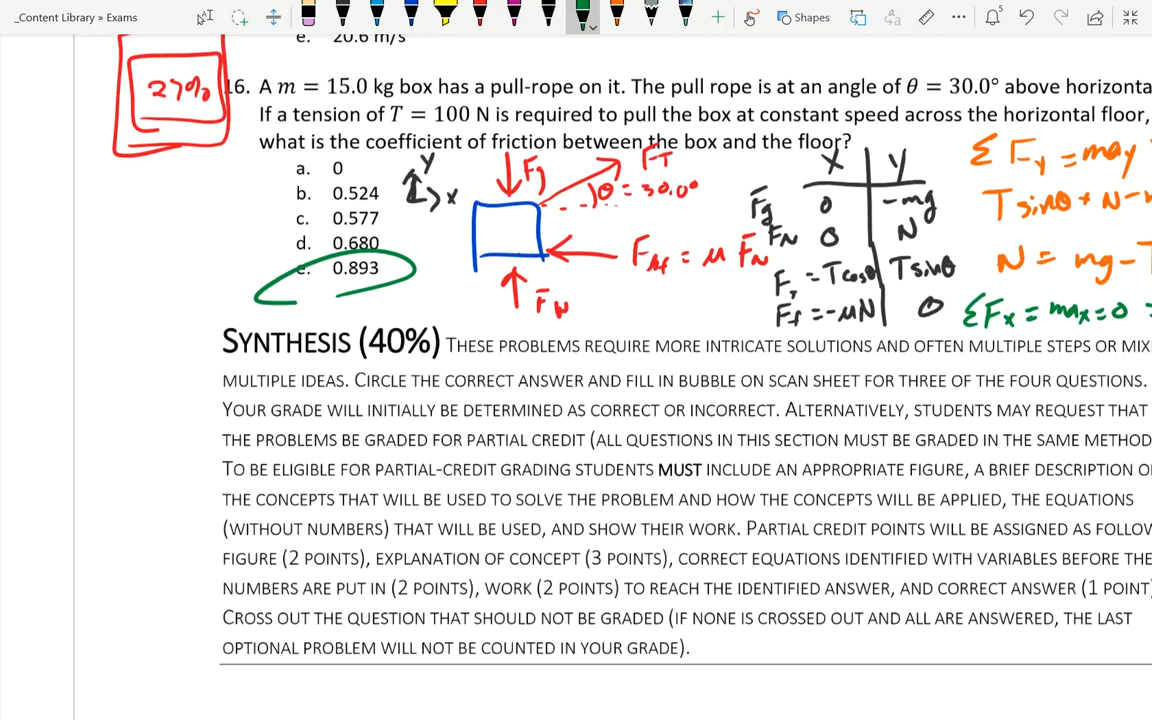 _Content Library » Exams
Shapes
e. 20.6 m/s
27%
16. A m = 15.0 kg box has a pull-rope on it. The pull rope is at an angle of θ = 30.0° above horizonta
If a tension of T = 100 N is required to pull the box at constant speed across the horizontal floor,
what is the coefficient of friction between the box and the floor?
a. 0
b. 0.524
c. 0.577
d. 0.680
e. 0.893
y
x
Fg
FT
θ = 30.0°
Ff = μ FN
FN
x y
Fg 0 -mg
FN 0 N
FT = Tcosθ Tsinθ
Ff = -μN 0
ΣFy = may
Tsinθ + N -
N = mg - T
ΣFx = max = 0 =
SYNTHESIS (40%) THESE PROBLEMS REQUIRE MORE INTRICATE SOLUTIONS AND OFTEN MULTIPLE STEPS OR MIX
MULTIPLE IDEAS. CIRCLE THE CORRECT ANSWER AND FILL IN BUBBLE ON SCAN SHEET FOR THREE OF THE FOUR QUESTIONS.
YOUR GRADE WILL INITIALLY BE DETERMINED AS CORRECT OR INCORRECT. ALTERNATIVELY, STUDENTS MAY REQUEST THAT
THE PROBLEMS BE GRADED FOR PARTIAL CREDIT (ALL QUESTIONS IN THIS SECTION MUST BE GRADED IN THE SAME METHOD
TO BE ELIGIBLE FOR PARTIAL-CREDIT GRADING STUDENTS MUST INCLUDE AN APPROPRIATE FIGURE, A BRIEF DESCRIPTION O
THE CONCEPTS THAT WILL BE USED TO SOLVE THE PROBLEM AND HOW THE CONCEPTS WILL BE APPLIED, THE EQUATIONS
(WITHOUT NUMBERS) THAT WILL BE USED, AND SHOW THEIR WORK. PARTIAL CREDIT POINTS WILL BE ASSIGNED AS FOLLOW
FIGURE (2 POINTS), EXPLANATION OF CONCEPT (3 POINTS), CORRECT EQUATIONS IDENTIFIED WITH VARIABLES BEFORE THE
NUMBERS ARE PUT IN (2 POINTS), WORK (2 POINTS) TO REACH THE IDENTIFIED ANSWER, AND CORRECT ANSWER (1 POINT)
CROSS OUT THE QUESTION THAT SHOULD NOT BE GRADED (IF NONE IS CROSSED OUT AND ALL ARE ANSWERED, THE LAST
OPTIONAL PROBLEM WILL NOT BE COUNTED IN YOUR GRADE).